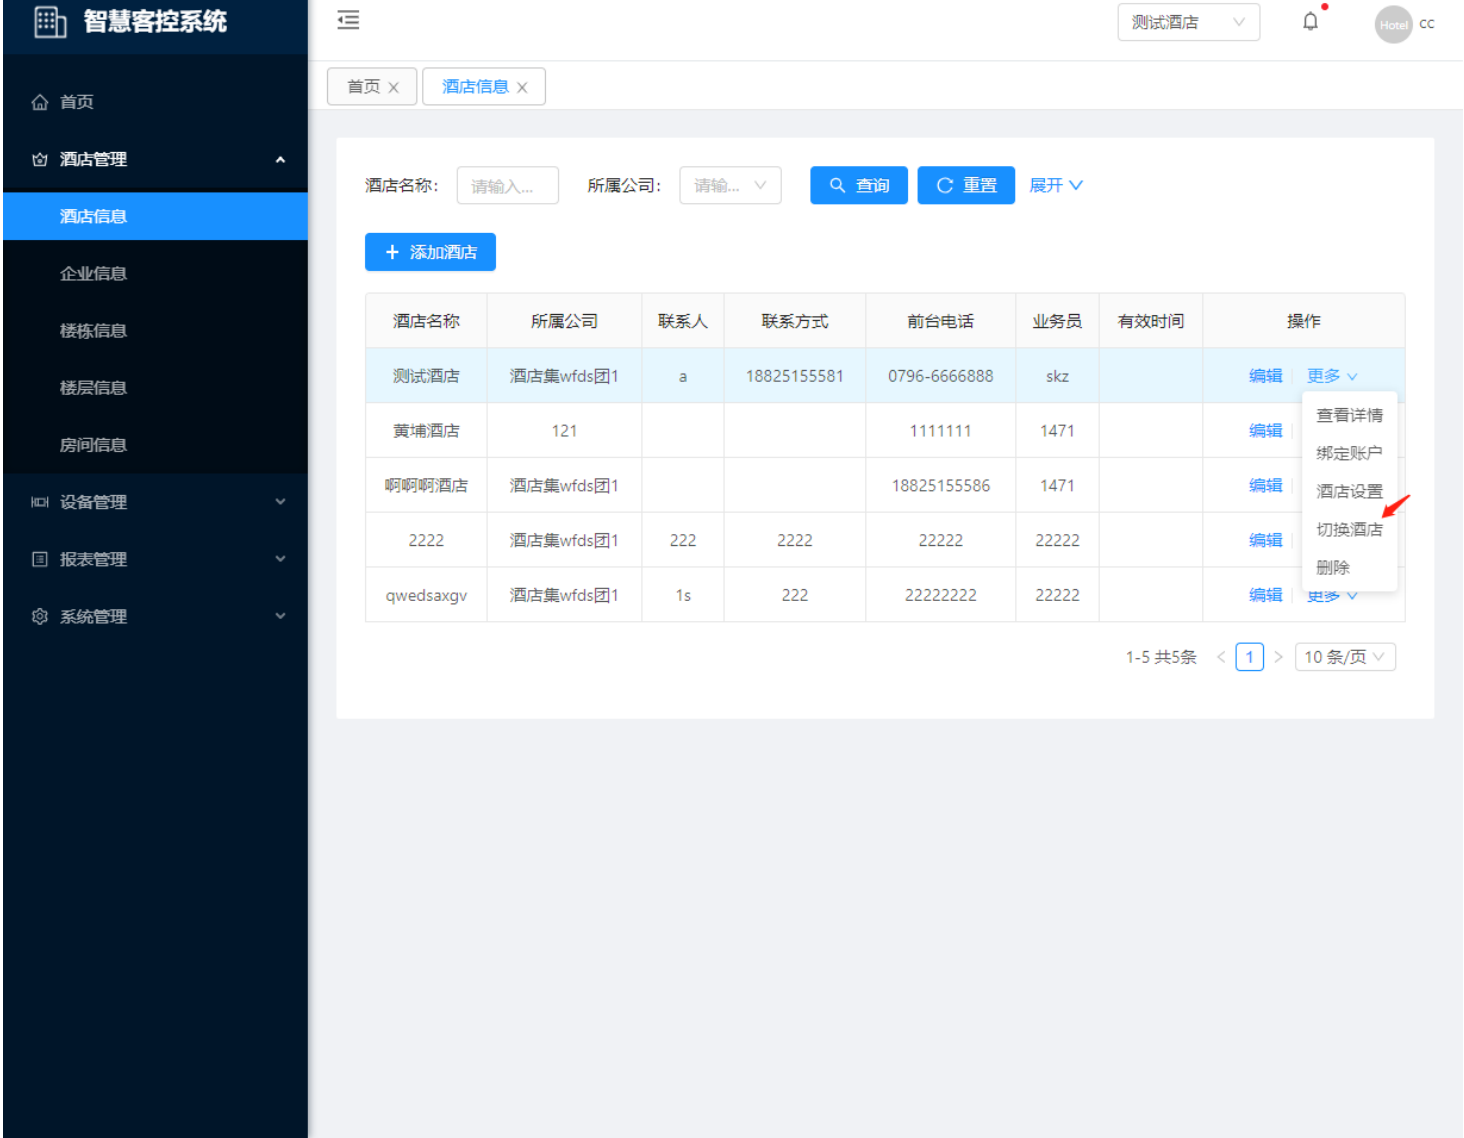 智慧客控系统
测试酒店
Hotel cc
首页
酒店信息
首页
酒店管理
酒店信息
企业信息
楼栋信息
楼层信息
房间信息
设备管理
报表管理
系统管理
酒店名称: 请输入... 所属公司: 请输... 查询 重置 展开
+ 添加酒店
酒店名称 所属公司 联系人 联系方式 前台电话 业务员 有效时间 操作
测试酒店 酒店集wfds团1 a 18825155581 0796-6666888 skz 编辑 更多
黄埔酒店 121 1111111 1471 编辑
啊啊啊酒店 酒店集wfds团1 18825155586 1471 编辑
2222 酒店集wfds团1 222 2222 22222 22222 编辑
qwedsaxgv 酒店集wfds团1 1s 222 22222222 22222 编辑 更多
查看详情
绑定账户
酒店设置
切换酒店
删除
1-5 共5条 < 1 > 10 条/页